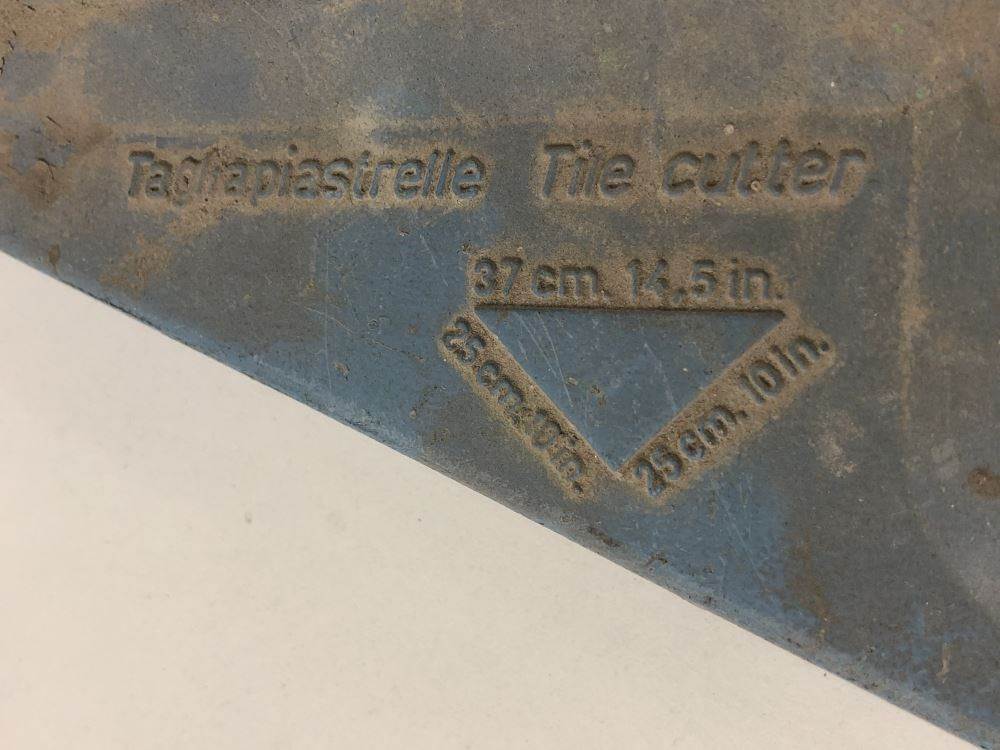 Tagliapiastrelle Tile cutter
37 cm. 14,5 in.
25 cm. 10 in.
25 cm. 10 in.